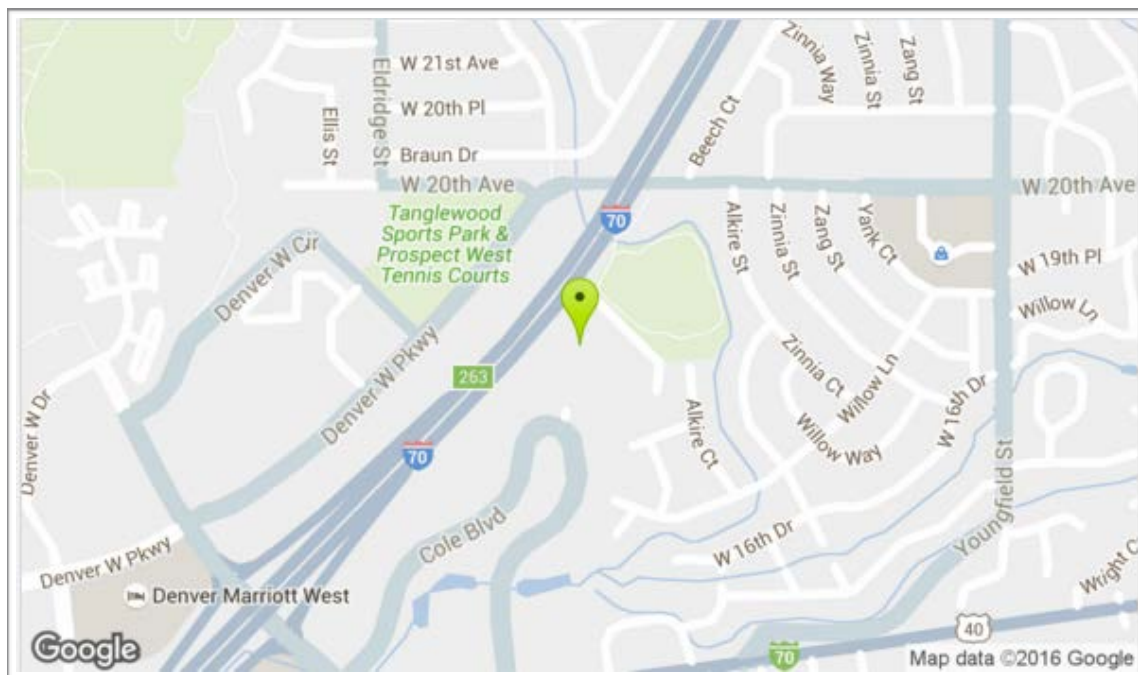 W 21st Ave
Eldridge St
Ellis St
W 20th Pl
Braun Dr
W 20th Ave
Zinnia Way
Zinnia St
Zang St
Beech Ct
W 20th Ave
70
Tanglewood
Sports Park &
Prospect West
Tennis Courts
Alkire St
Zinnia St
Zang St
Yank Ct
W 19th Pl
Willow Ln
Denver W Cir
Denver W Pkwy
263
Zinnia Ct
Willow Ln
Willow Way
W 16th Dr
Alkire Ct
Denver W Dr
70
Cole Blvd
Youngfield St
W 16th Dr
Denver W Pkwy
Denver Marriott West
Wright C
40
70
Google
Map data ©2016 Google